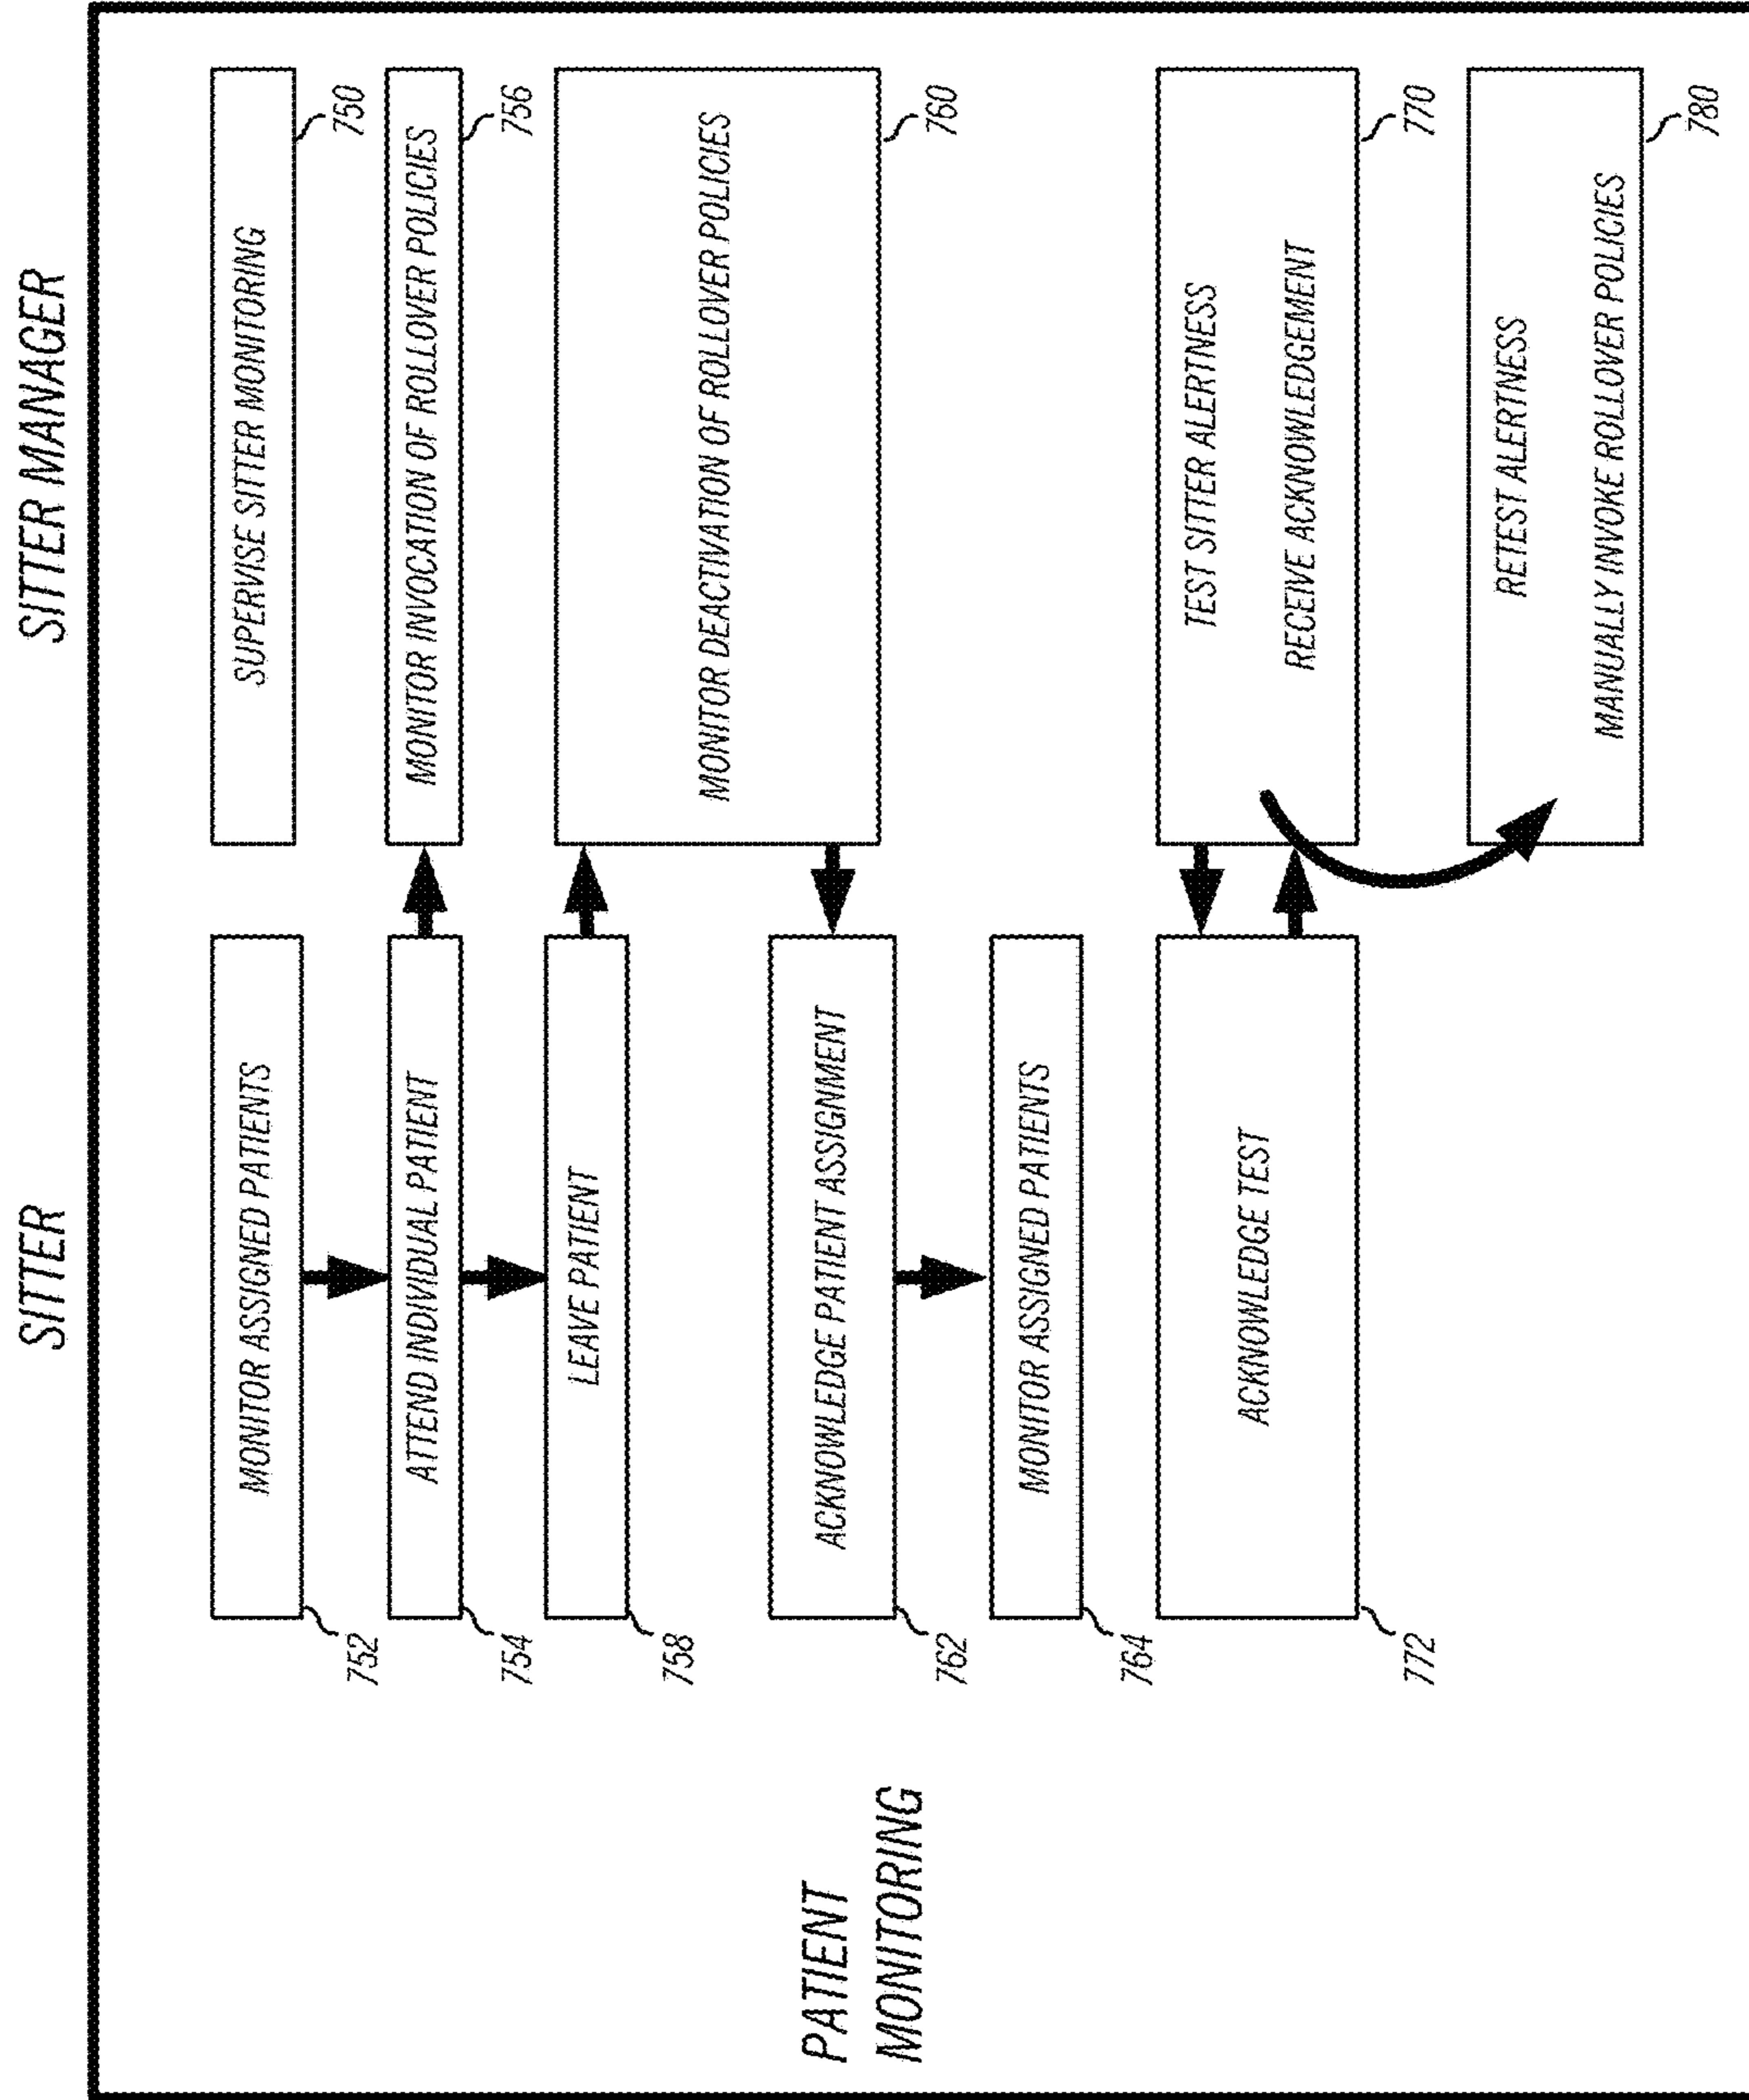 SITTER
SITTER MANAGER
MONITOR ASSIGNED PATIENTS
752
SUPERVISE SITTER MONITORING
750
ATTEND INDIVIDUAL PATIENT
754
MONITOR INVOCATION OF ROLLOVER POLICIES
756
LEAVE PATIENT
758
MONITOR DEACTIVATION OF ROLLOVER POLICIES
760
PATIENT
MONITORING
ACKNOWLEDGE PATIENT ASSIGNMENT
762
MONITOR ASSIGNED PATIENTS
764
ACKNOWLEDGE TEST
772
TEST SITTER ALERTNESS
RECEIVE ACKNOWLEDGEMENT
770
RETEST ALERTNESS
MANUALLY INVOKE ROLLOVER POLICIES
780